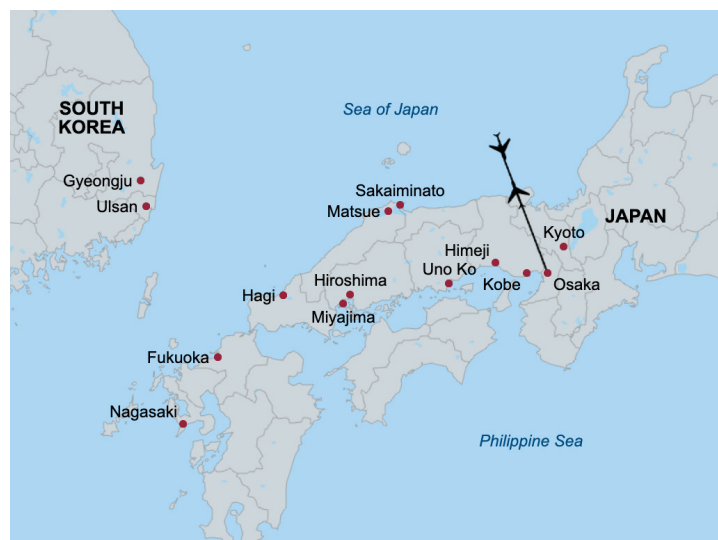 Sea of Japan
SOUTH
KOREA
Gyeongju
Ulsan
Sakaiminato
Matsue
JAPAN
Kyoto
Himeji
Uno Ko
Kobe
Osaka
Hiroshima
Hagi
Miyajima
Fukuoka
Nagasaki
Philippine Sea